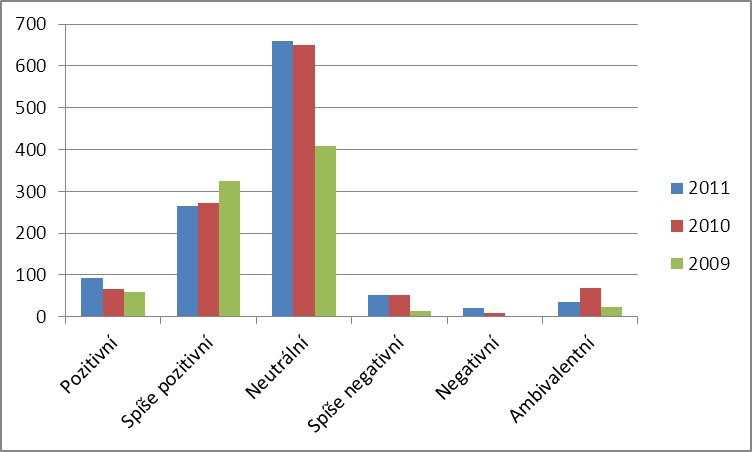 700
600
500
400
300
200
100
0
Pozitivní
Spíše pozitivní
Neutrální
Spíše negativní
Negativní
Ambivalentní
2011
2010
2009